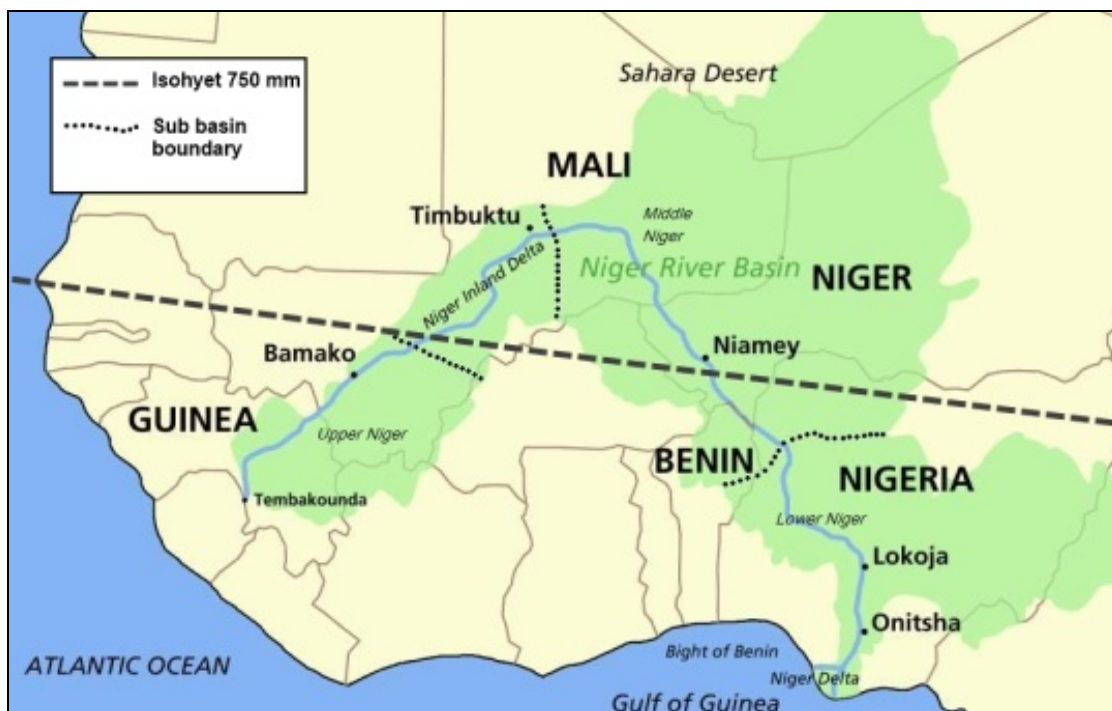 Isohyet 750 mm
Sub basin
boundary
Sahara Desert
MALI
Timbuktu
Middle
Niger
Niger Inland Delta
Niger River Basin
NIGER
Bamako
Niamey
GUINEA
Upper Niger
BENIN
NIGERIA
Tembakounda
Lower Niger
Lokoja
Onitsha
Bight of Benin
ATLANTIC OCEAN
Niger Delta
Gulf of Guinea